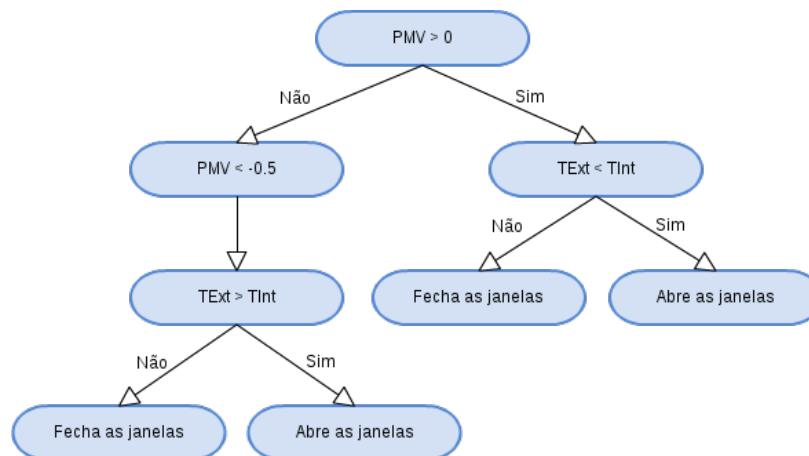 PMV > 0
Não
Sim
PMV < -0.5
TExt < TInt
Não
Sim
TExt > TInt
Fecha as janelas
Abre as janelas
Não
Sim
Fecha as janelas
Abre as janelas